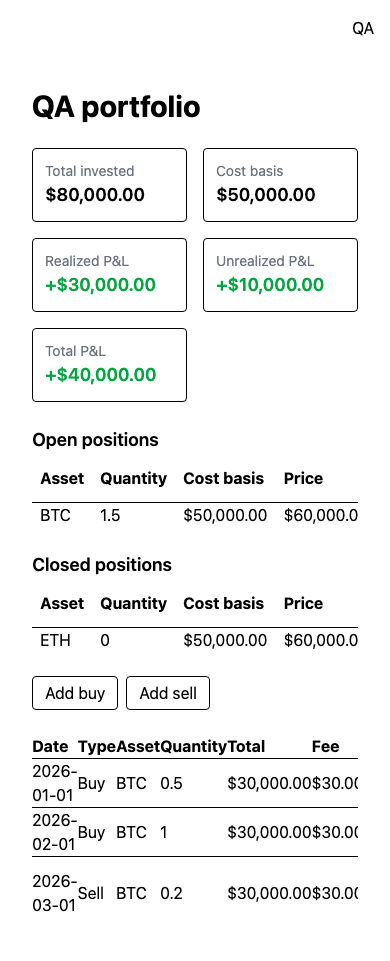 QA
QA portfolio
Total invested
$80,000.00
Cost basis
$50,000.00
Realized P&L
+$30,000.00
Unrealized P&L
+$10,000.00
Total P&L
+$40,000.00
Open positions
Asset Quantity Cost basis Price
BTC 1.5 $50,000.00 $60,000.0
Closed positions
Asset Quantity Cost basis Price
ETH 0 $50,000.00 $60,000.0
Add buy Add sell
Date Type Asset Quantity Total Fee
2026-
01-01 Buy BTC 0.5 $30,000.00 $30.00
2026-
02-01 Buy BTC 1 $30,000.00 $30.00
2026-
03-01 Sell BTC 0.2 $30,000.00 $30.00